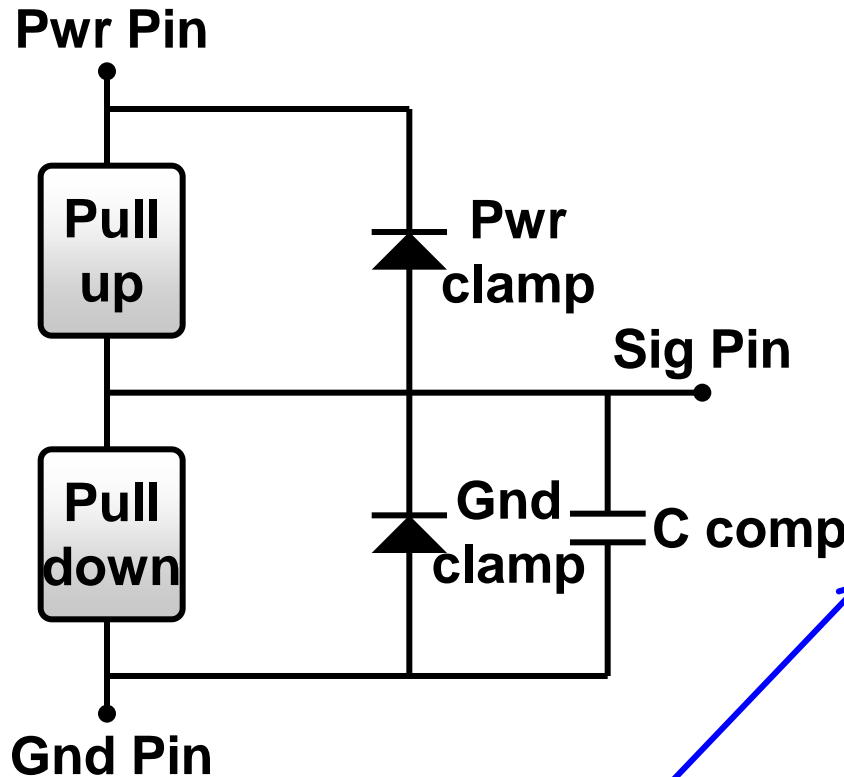 Pwr Pin
Pull
up
Pwr
clamp
Sig Pin
Pull
down
Gnd
clamp
C comp
Gnd Pin